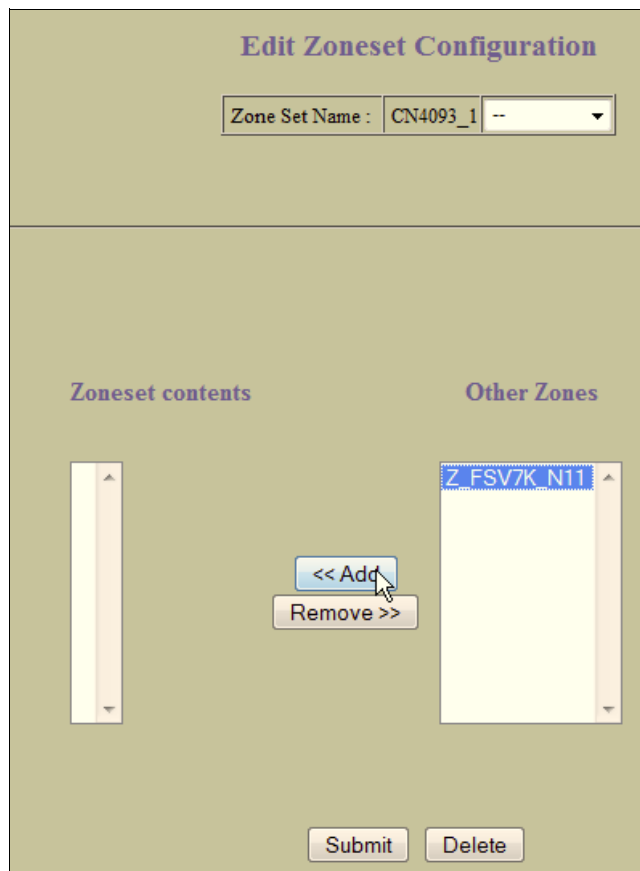 Edit Zoneset Configuration
Zone Set Name : CN4093_1 --
Zoneset contents Other Zones
Z_FSV7K_N11
<< Add
Remove >>
Submit Delete